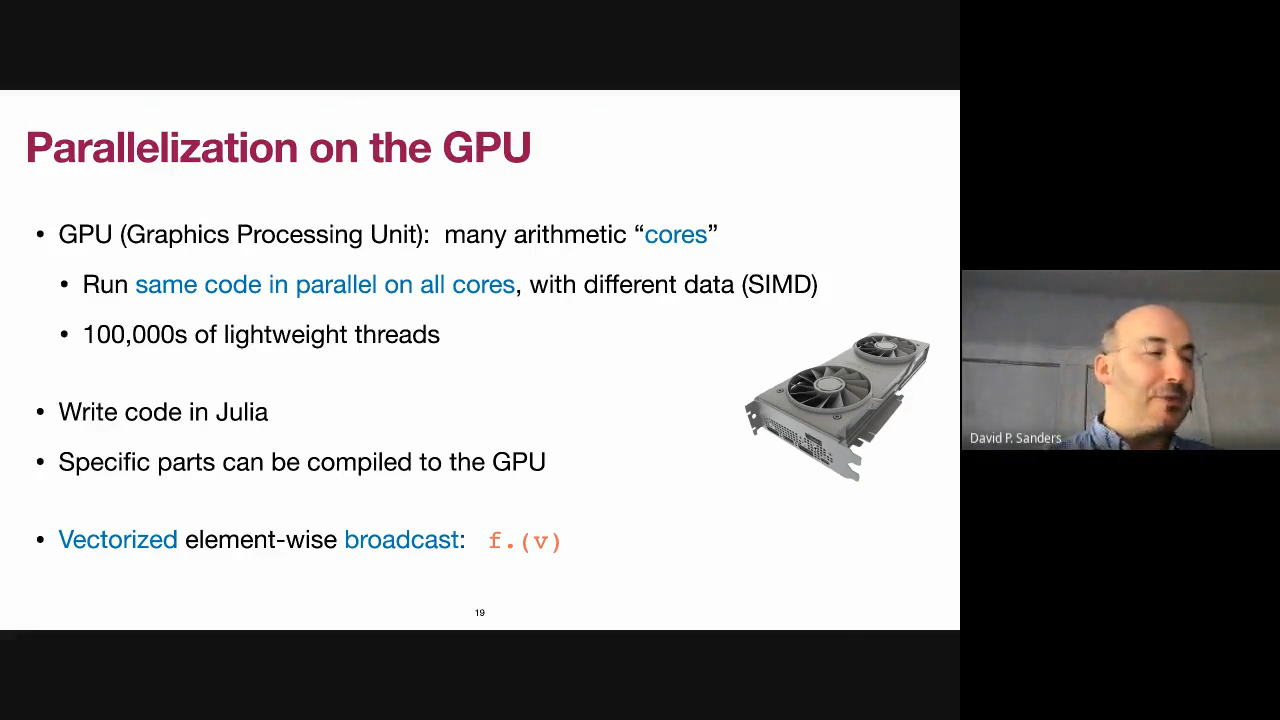 Parallelization on the GPU
• GPU (Graphics Processing Unit):  many arithmetic “cores”
• Run same code in parallel on all cores, with different data (SIMD)
• 100,000s of lightweight threads
• Write code in Julia
• Specific parts can be compiled to the GPU
• Vectorized element-wise broadcast:  f.(v)
19
David P. Sanders